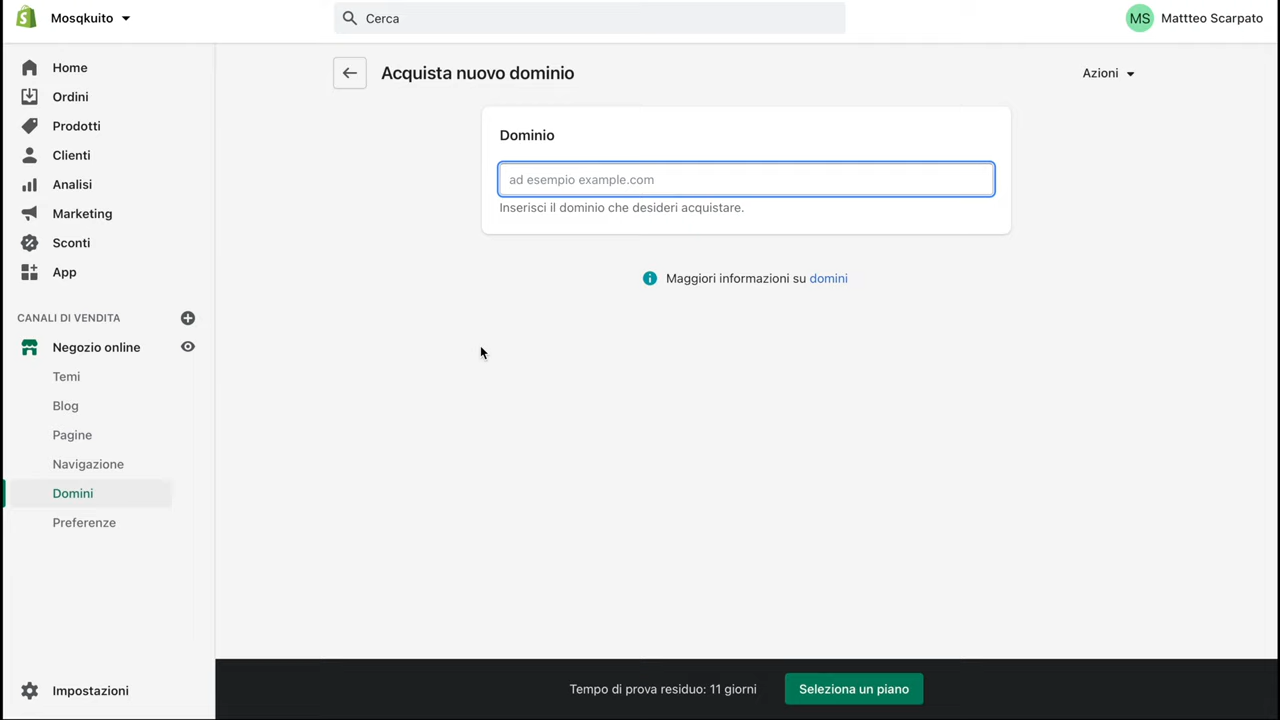 Mosqkuito
Cerca
MS Mattteo Scarpato
Home
Ordini
Prodotti
Clienti
Analisi
Marketing
Sconti
App
CANALI DI VENDITA
Negozio online
Temi
Blog
Pagine
Navigazione
Domini
Preferenze
Impostazioni
Acquista nuovo dominio
Azioni
Dominio
ad esempio example.com
Inserisci il dominio che desideri acquistare.
Maggiori informazioni su domini
Tempo di prova residuo: 11 giorni
Seleziona un piano